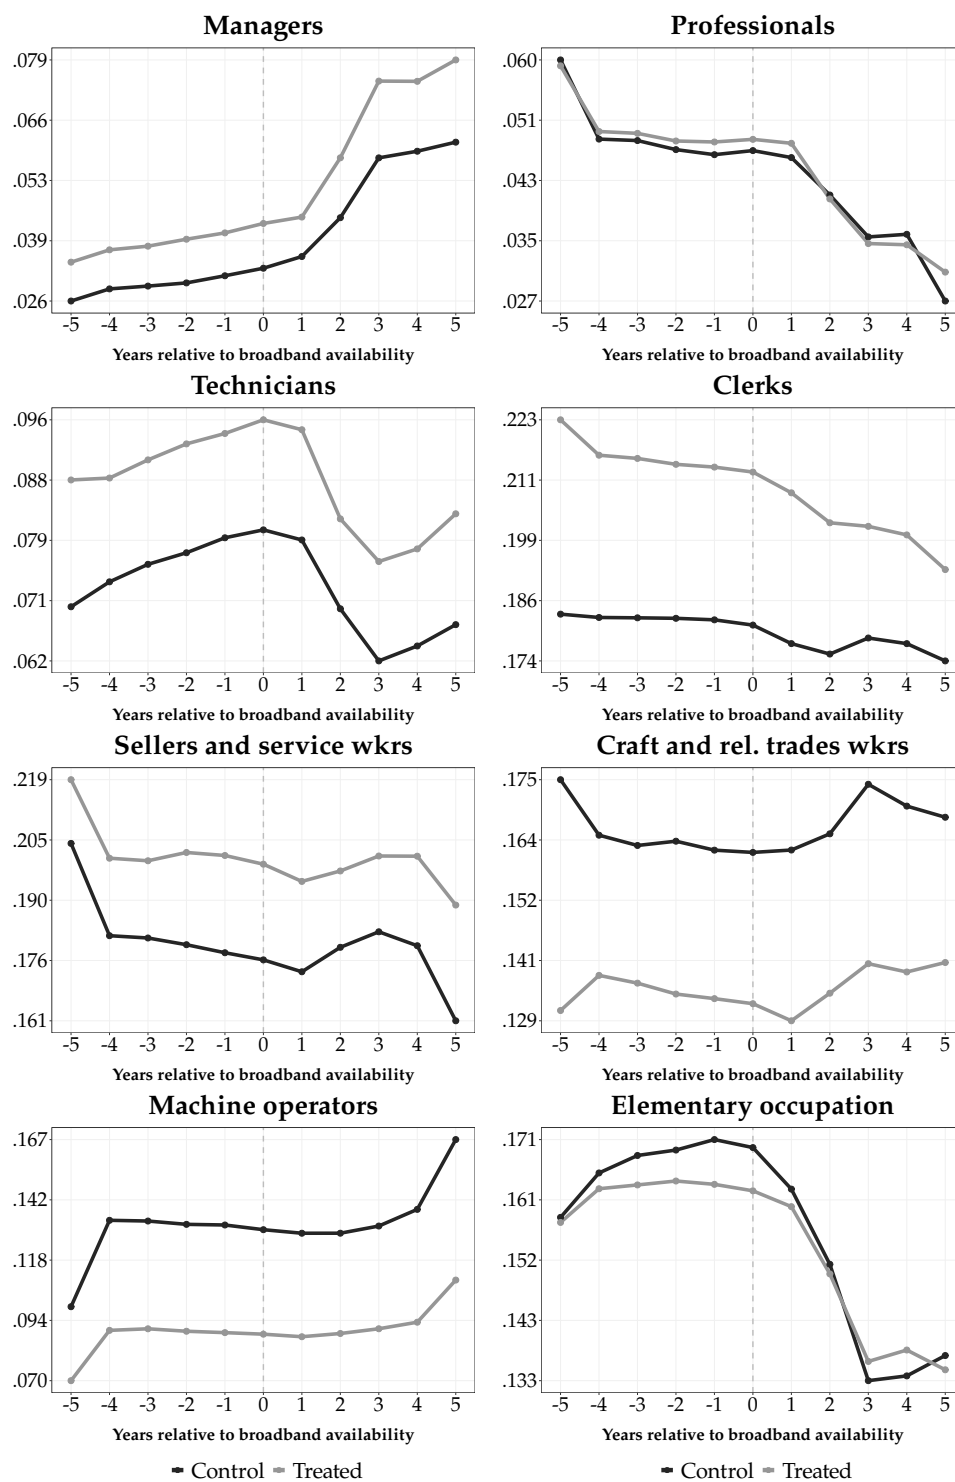 Managers
.079
.066
.053
.039
.026
-5 -4 -3 -2 -1 0 1 2 3 4 5
Years relative to broadband availability
Professionals
.060
.051
.043
.035
.027
-5 -4 -3 -2 -1 0 1 2 3 4 5
Years relative to broadband availability
Technicians
.096
.088
.079
.071
.062
-5 -4 -3 -2 -1 0 1 2 3 4 5
Years relative to broadband availability
Clerks
.223
.211
.199
.186
.174
-5 -4 -3 -2 -1 0 1 2 3 4 5
Years relative to broadband availability
Sellers and service wkrs
.219
.205
.190
.176
.161
-5 -4 -3 -2 -1 0 1 2 3 4 5
Years relative to broadband availability
Craft and rel. trades wkrs
.175
.164
.152
.141
.129
-5 -4 -3 -2 -1 0 1 2 3 4 5
Years relative to broadband availability
Machine operators
.167
.142
.118
.094
.070
-5 -4 -3 -2 -1 0 1 2 3 4 5
Years relative to broadband availability
Elementary occupation
.171
.161
.152
.143
.133
-5 -4 -3 -2 -1 0 1 2 3 4 5
Years relative to broadband availability
Control Treated
Control Treated